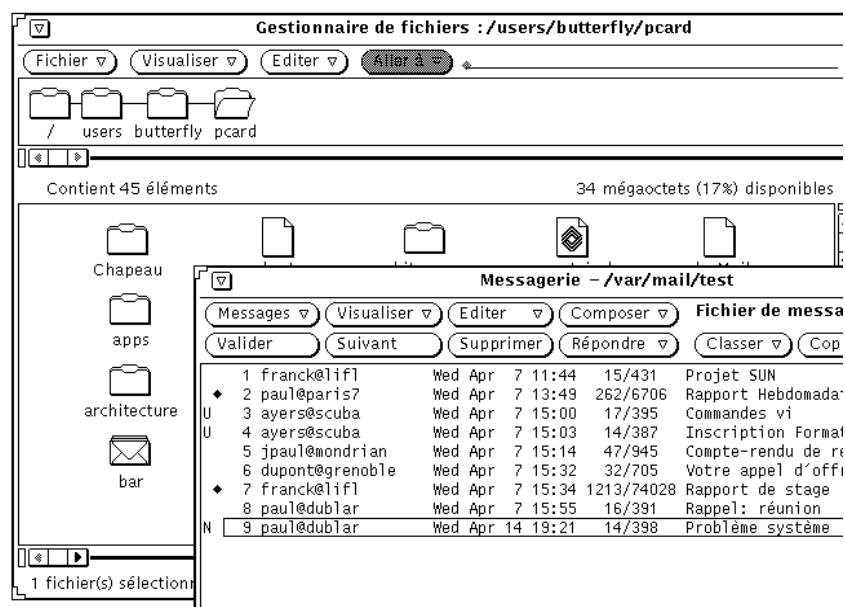 Gestionnaire de fichiers :/users/butterfly/pcard
Fichier Visualiser Editer Aller à
/ users butterfly pcard
Contient 45 éléments 34 mégaoctets (17%) disponibles
Chapeau
apps
architecture
bar
1 fichier(s)
Messagerie – /var/mail/test
Messages Visualiser Editer Composer Fichier de
Valider Suivant Supprimer Répondre Classer
1 franck@lifl Wed Apr 7 11:44 15/431 Projet SUN
2 paul@paris7 Wed Apr 7 13:49 262/6706 Rapport
U 3 ayers@scuba Wed Apr 7 15:00 17/395 Commandes vi
U 4 ayers@scuba Wed Apr 7 15:03 14/387 Inscription
5 jpaul@mondrian Wed Apr 7 15:14 47/945 Compte-rendu de
6 dupont@grenoble Wed Apr 7 15:32 32/705 Votre appel
7 franck@lifl Wed Apr 7 15:34 1213/74028 Rapport de stage
8 paul@dublar Wed Apr 7 15:55 16/391 Rappel: réunion
N 9 paul@dublar Wed Apr 14 19:21 14/398 Problème système